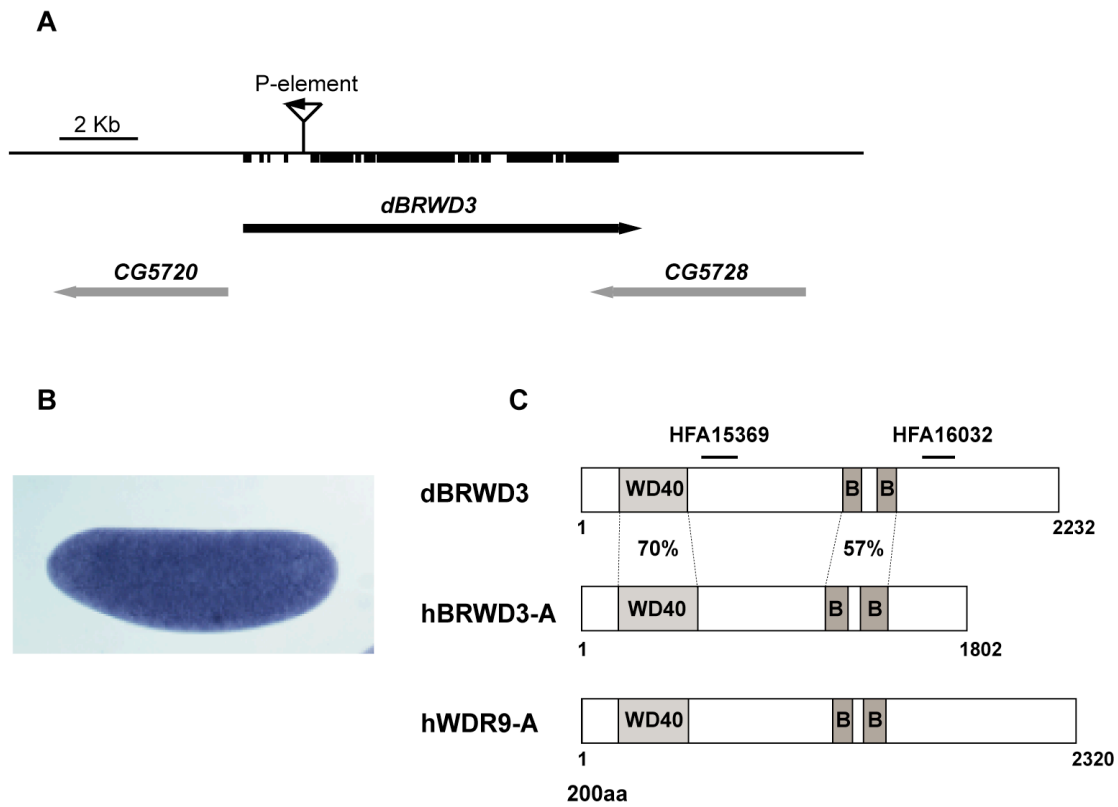 A
P-element
2 Kb
dBRWD3
CG5720
CG5728
B
C
HFA15369 HFA16032
dBRWD3 WD40 B B
1 2232
70% 57%
hBRWD3-A WD40 B B
1 1802
hWDR9-A WD40 B B
1 2320
200aa